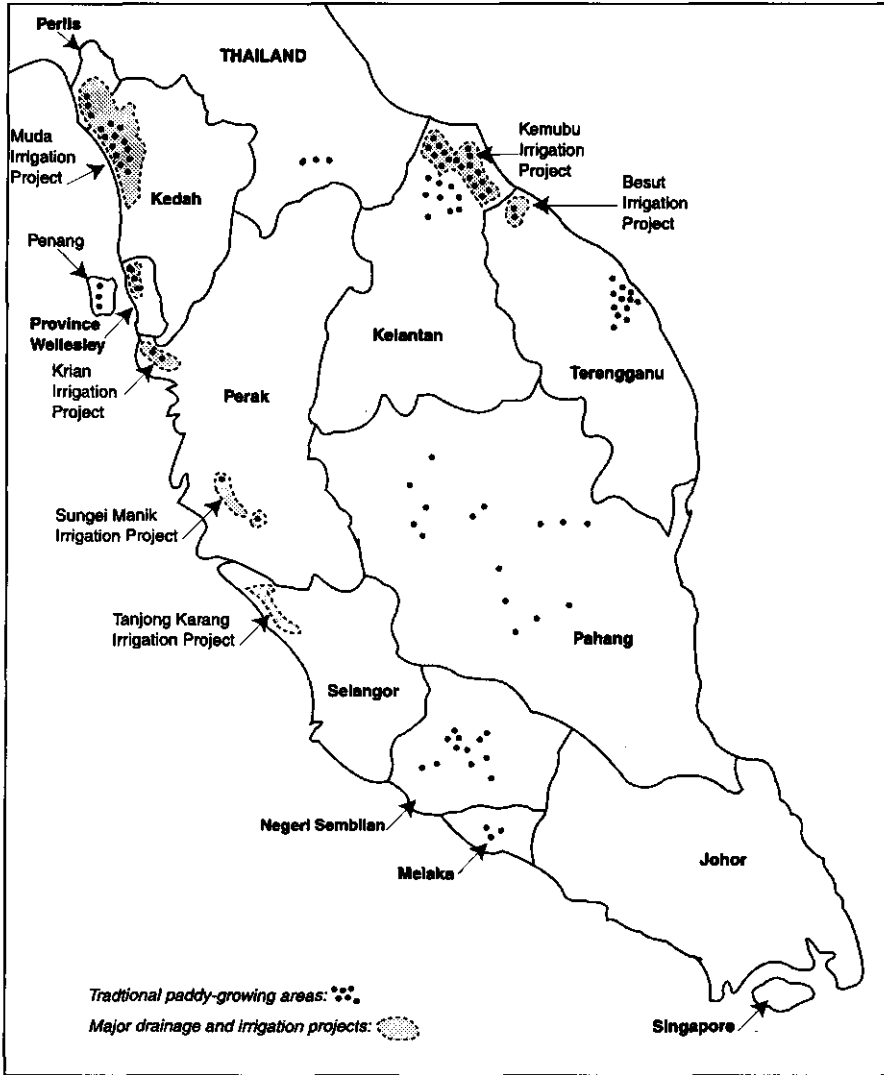 Perlis
THAILAND
Muda
Irrigation
Project
Kedah
Kemubu
Irrigation
Project
Besut
Irrigation
Project
Penang
Province
Wellesley
Krian
Irrigation
Project
Perak
Kelantan
Terengganu
Sungei Manik
Irrigation Project
Tanjong Karang
Irrigation Project
Pahang
Selangor
Negeri Sembilan
Melaka
Johor
Tradtional paddy-growing areas:
Major drainage and irrigation projects:
Singapore